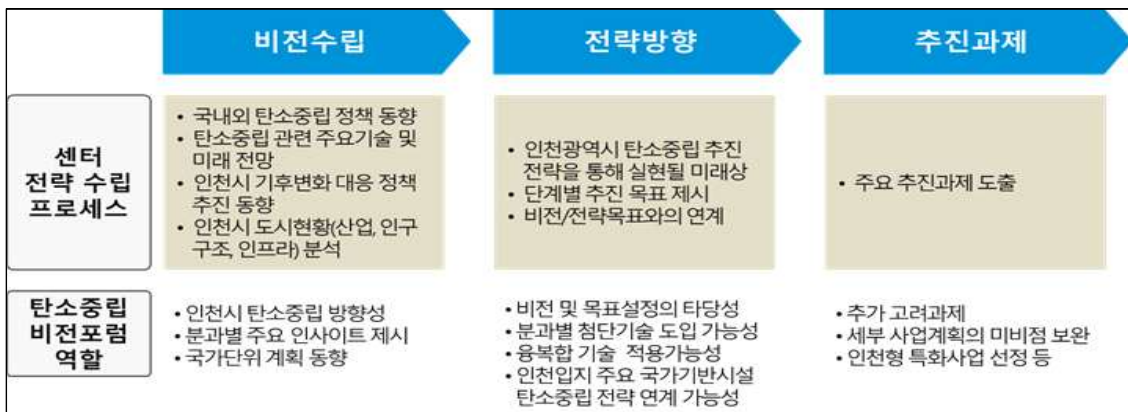 비전수립
전략방향
추진과제
센터
전략 수립
프로세스
• 국내외 탄소중립 정책 동향
• 탄소중립 관련 주요기술 및
미래 전망
• 인천시 기후변화 대응 정책
추진 동향
• 인천시 도시현황(산업, 인구
구조, 인프라) 분석
• 인천광역시 탄소중립 추진
전략을 통해 실현될 미래상
• 단계별 추진 목표 제시
• 비전/전략목표와의 연계
• 주요 추진과제 도출
탄소중립
비전포럼
역할
• 인천시 탄소중립 방향성
• 분과별 주요 인사이트 제시
• 국가단위 계획 동향
• 비전 및 목표설정의 타당성
• 분과별 첨단기술 도입 가능성
• 융복합 기술 적용가능성
• 인천입지 주요 국가기반시설
탄소중립 전략 연계 가능성
• 추가 고려과제
• 세부 사업계획의 미비점 보완
• 인천형 특화사업 선정 등